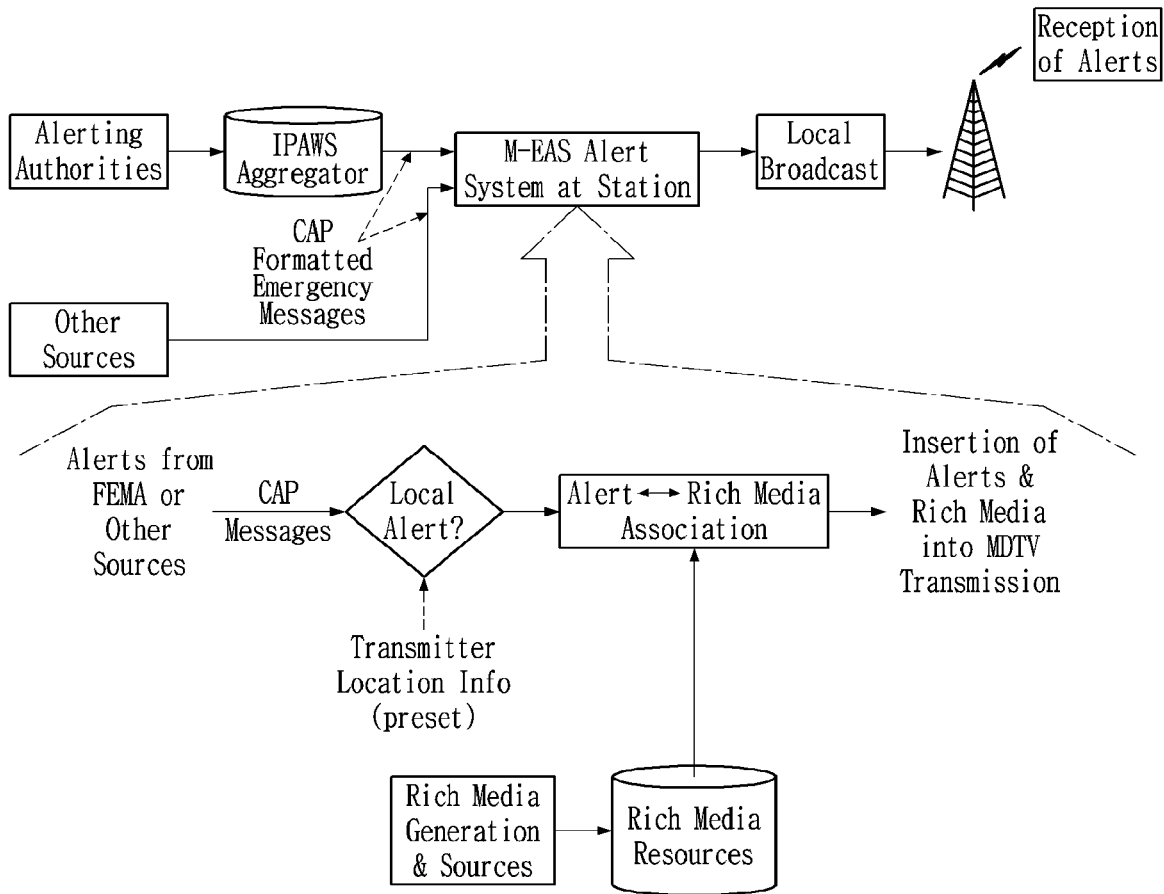 Reception
of Alerts
Alerting
Authorities
IPAWS
Aggregator
M-EAS Alert
System at Station
Local
Broadcast
CAP
Formatted
Emergency
Messages
Other
Sources
Alerts from
FEMA or
Other
Sources
CAP
Messages
Local
Alert?
Alert Rich Media
Association
Insertion of
Alerts &
Rich Media
into MDTV
Transmission
Transmitter
Location Info
(preset)
Rich Media
Generation
& Sources
Rich Media
Resources